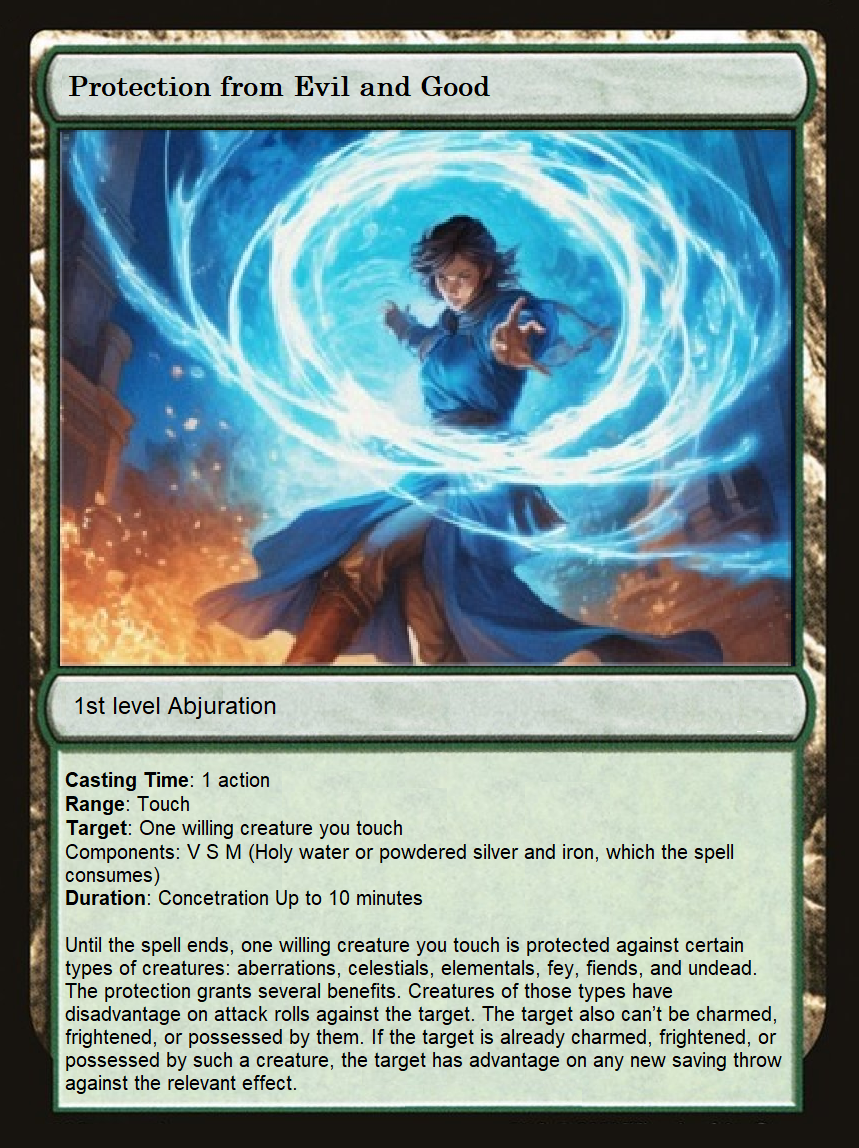 Protection from Evil and Good
1st level Abjuration
Casting Time: 1 action
Range: Touch
Target: One willing creature you touch
Components: V S M (Holy water or powdered silver and iron, which the spell
consumes)
Duration: Concetration Up to 10 minutes
Until the spell ends, one willing creature you touch is protected against certain
types of creatures: aberrations, celestials, elementals, fey, fiends, and undead.
The protection grants several benefits. Creatures of those types have
disadvantage on attack rolls against the target. The target also can’t be charmed,
frightened, or possessed by them. If the target is already charmed, frightened, or
possessed by such a creature, the target has advantage on any new saving throw
against the relevant effect.